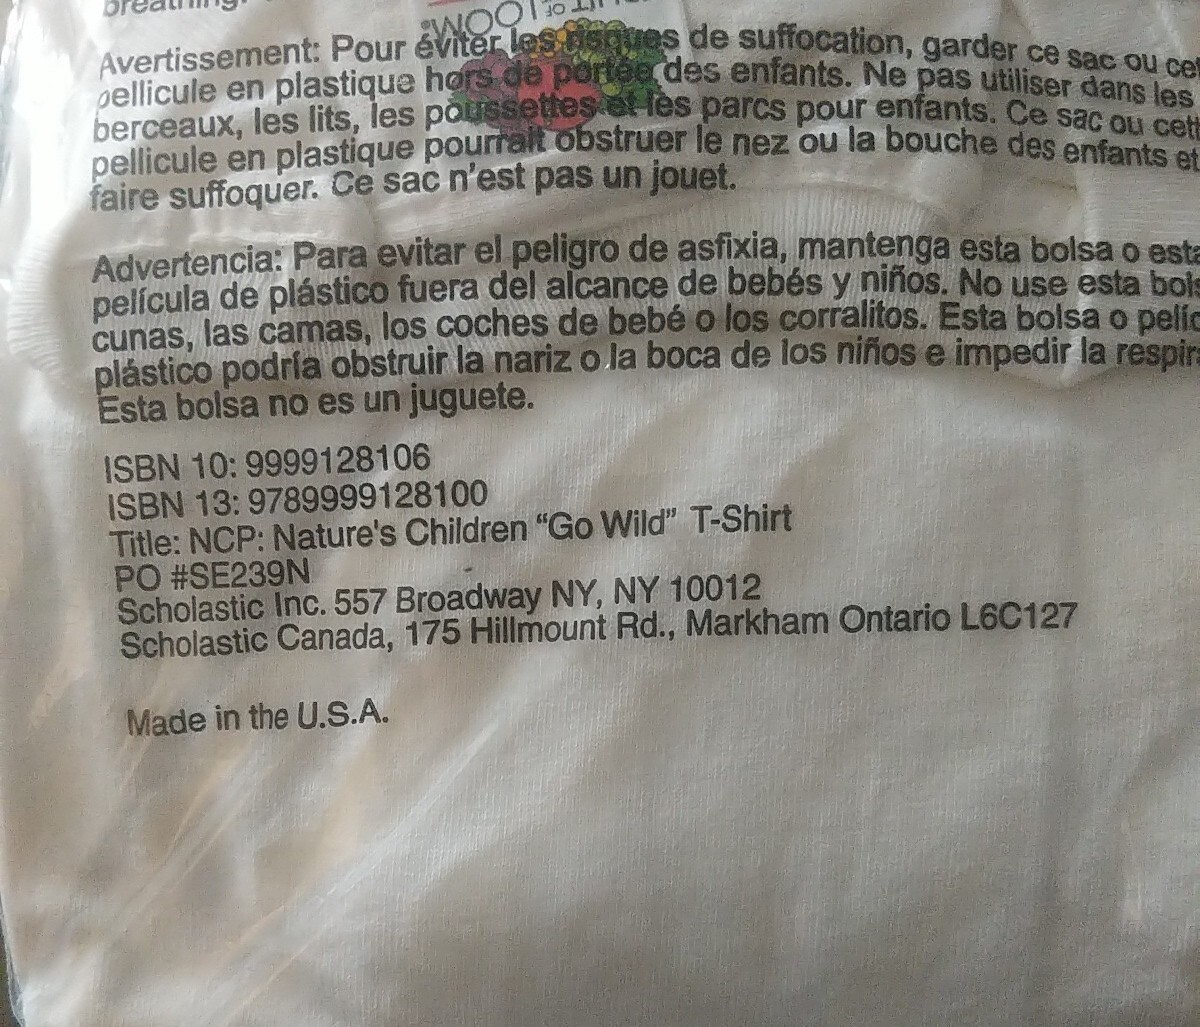 breathing.
FRUIT OF THE LOOM®
Avertissement: Pour éviter les risques de suffocation, garder ce sac ou cet
pellicule en plastique hors de portée des enfants. Ne pas utiliser dans les
berceaux, les lits, les poussettes et les parcs pour enfants. Ce sac ou cett
pellicule en plastique pourrait obstruer le nez ou la bouche des enfants et
faire suffoquer. Ce sac n'est pas un jouet.
Advertencia: Para evitar el peligro de asfixia, mantenga esta bolsa o esta
película de plástico fuera del alcance de bebés y niños. No use esta bols
cunas, las camas, los coches de bebé o los corralitos. Esta bolsa o pelíc
plástico podría obstruir la nariz o la boca de los niños e impedir la respira
Esta bolsa no es un juguete.
ISBN 10: 9999128106
ISBN 13: 9789999128100
Title: NCP: Nature's Children “Go Wild” T-Shirt
PO #SE239N
Scholastic Inc. 557 Broadway NY, NY 10012
Scholastic Canada, 175 Hillmount Rd., Markham Ontario L6C127
Made in the U.S.A.